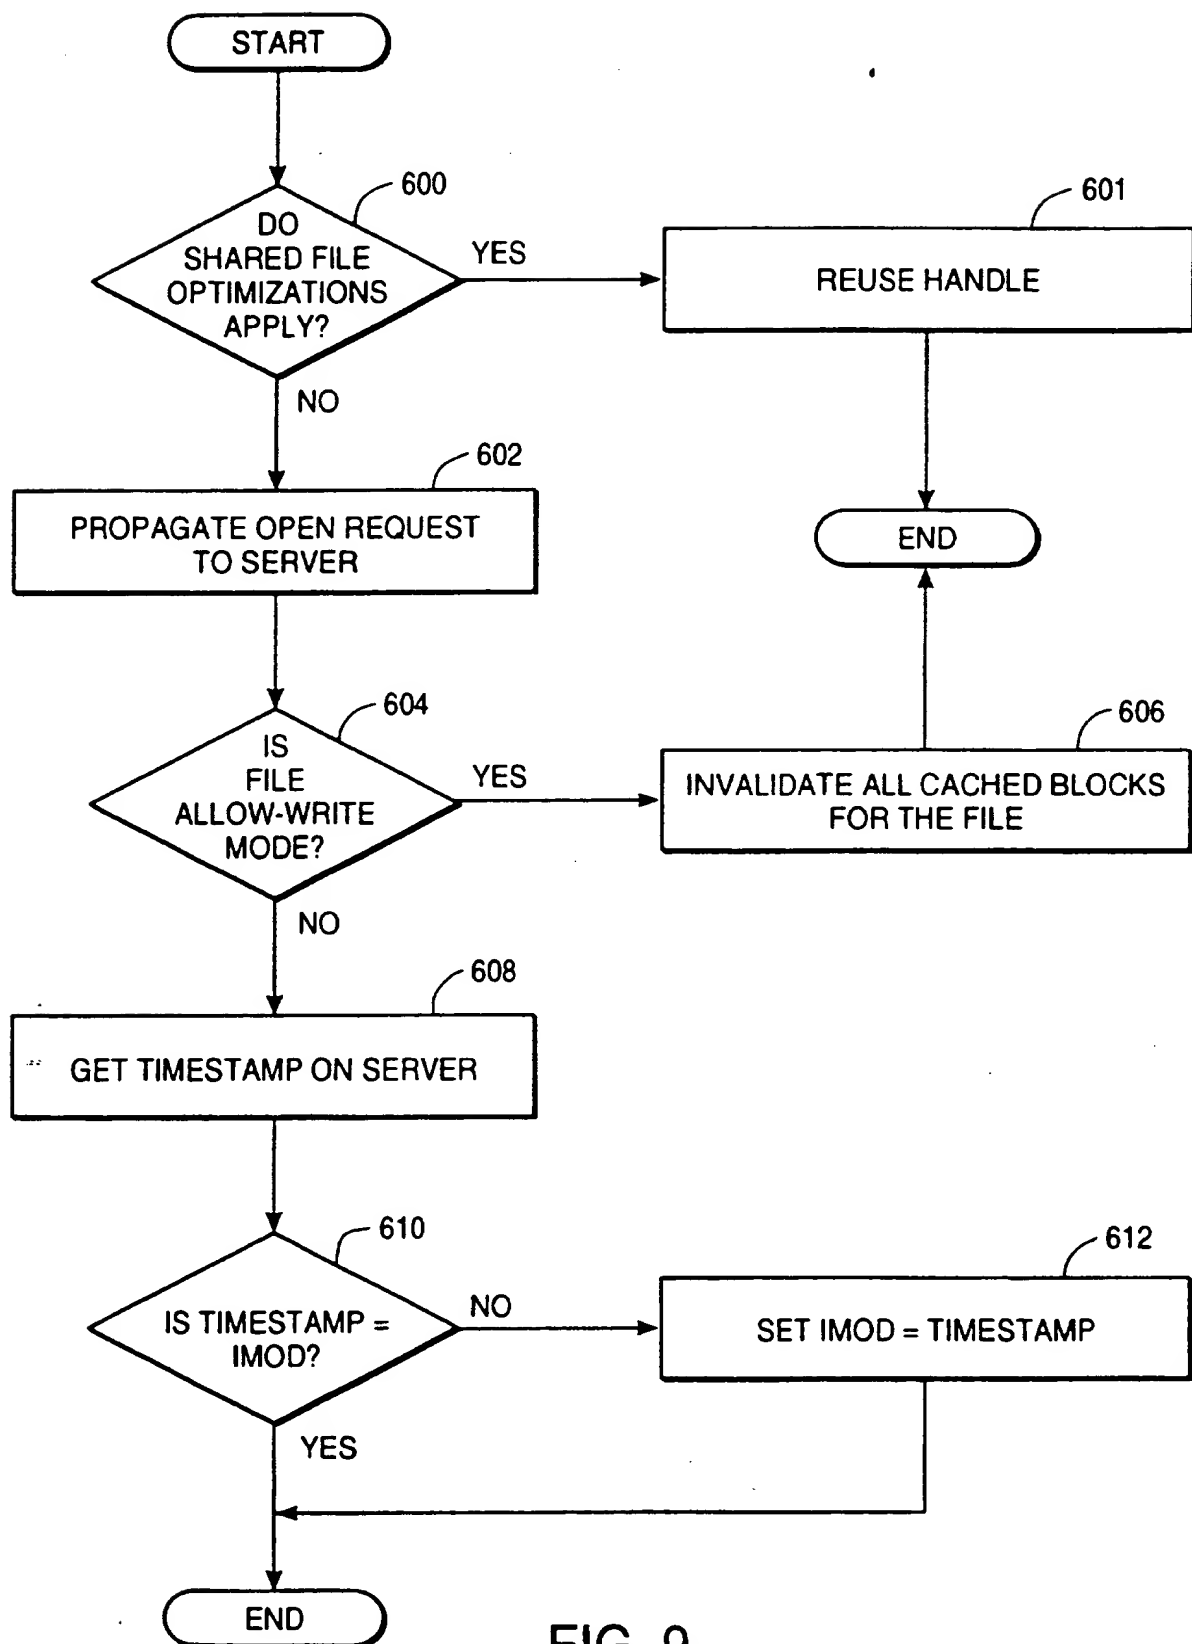 START
600
DO
SHARED FILE
OPTIMIZATIONS
APPLY?
YES
601
REUSE HANDLE
NO
602
PROPAGATE OPEN REQUEST
TO SERVER
END
604
IS
FILE
ALLOW-WRITE
MODE?
YES
606
INVALIDATE ALL CACHED BLOCKS
FOR THE FILE
NO
608
GET TIMESTAMP ON SERVER
610
IS TIMESTAMP =
IMOD?
NO
612
SET IMOD = TIMESTAMP
YES
END
FIG. 9